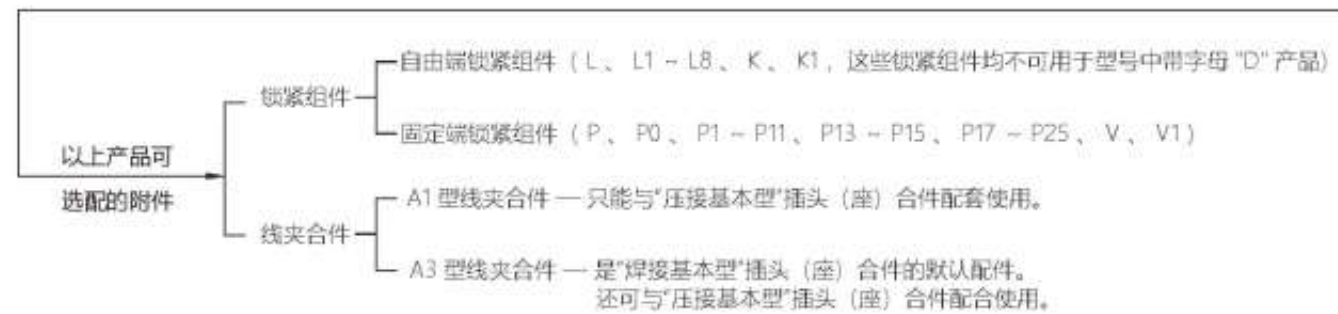 自由端锁紧组件（L、L1~L8、K、K1，这些锁紧组件均不可用于型号中带字母"D"产品）
锁紧组件
固定端锁紧组件（P、P0、P1~P11、P13~P15、P17~P25、V、V1）
以上产品可
选配的附件
A1型线夹合件 — 只能与"压接基本型"插头（座）合件配套使用。
线夹合件
A3型线夹合件 — 是"焊接基本型"插头（座）合件的默认配件。
还可与"压接基本型"插头（座）合件配合使用。